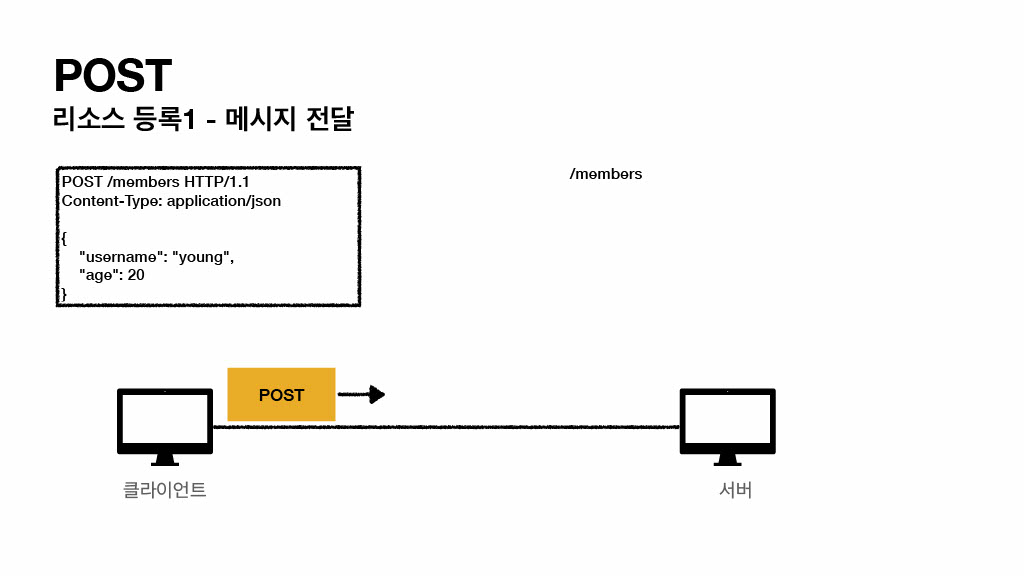 POST
리소스 등록1 - 메시지 전달
POST /members HTTP/1.1
Content-Type: application/json
{
"username": "young",
"age": 20
}
/members
POST
클라이언트
서버